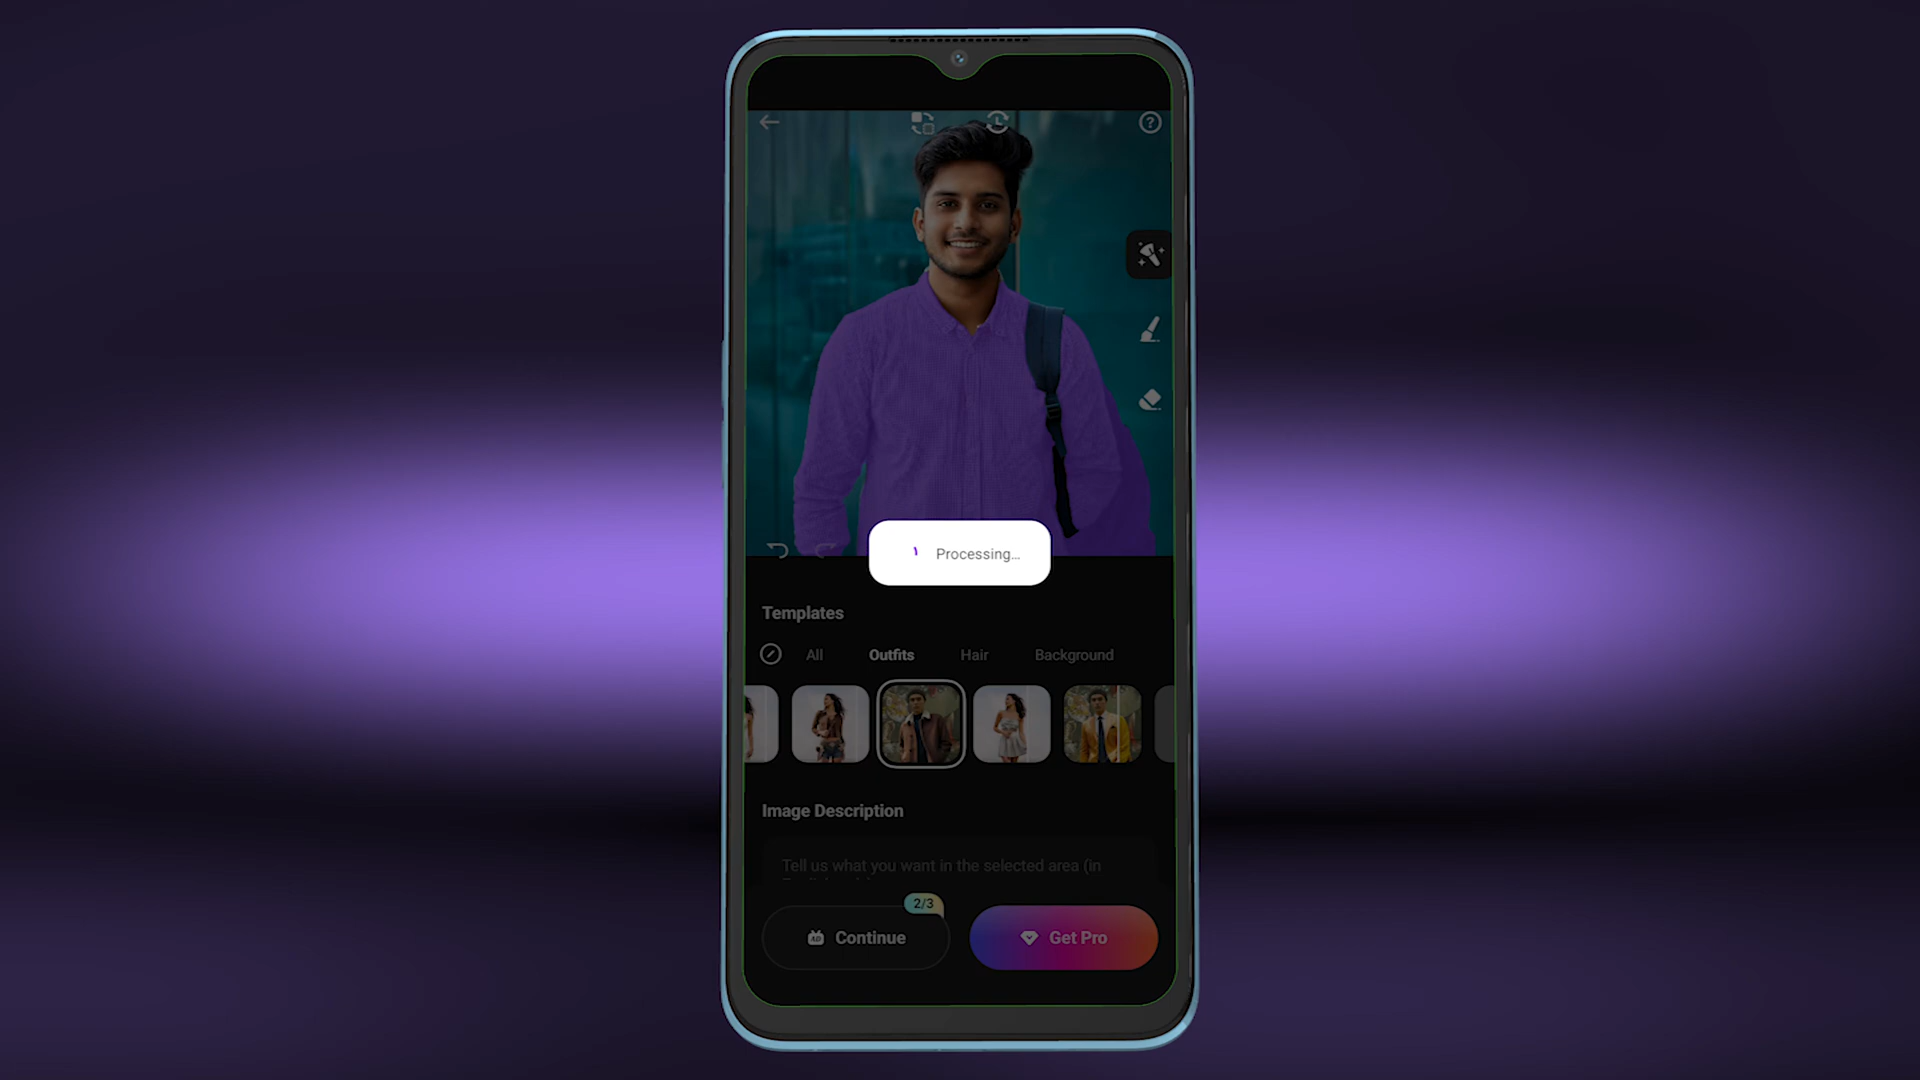 Processing...
Templates
All Outfits Hair Background
Image Description
Tell us what you want in the selected area (in
2/3
AD Continue Get Pro